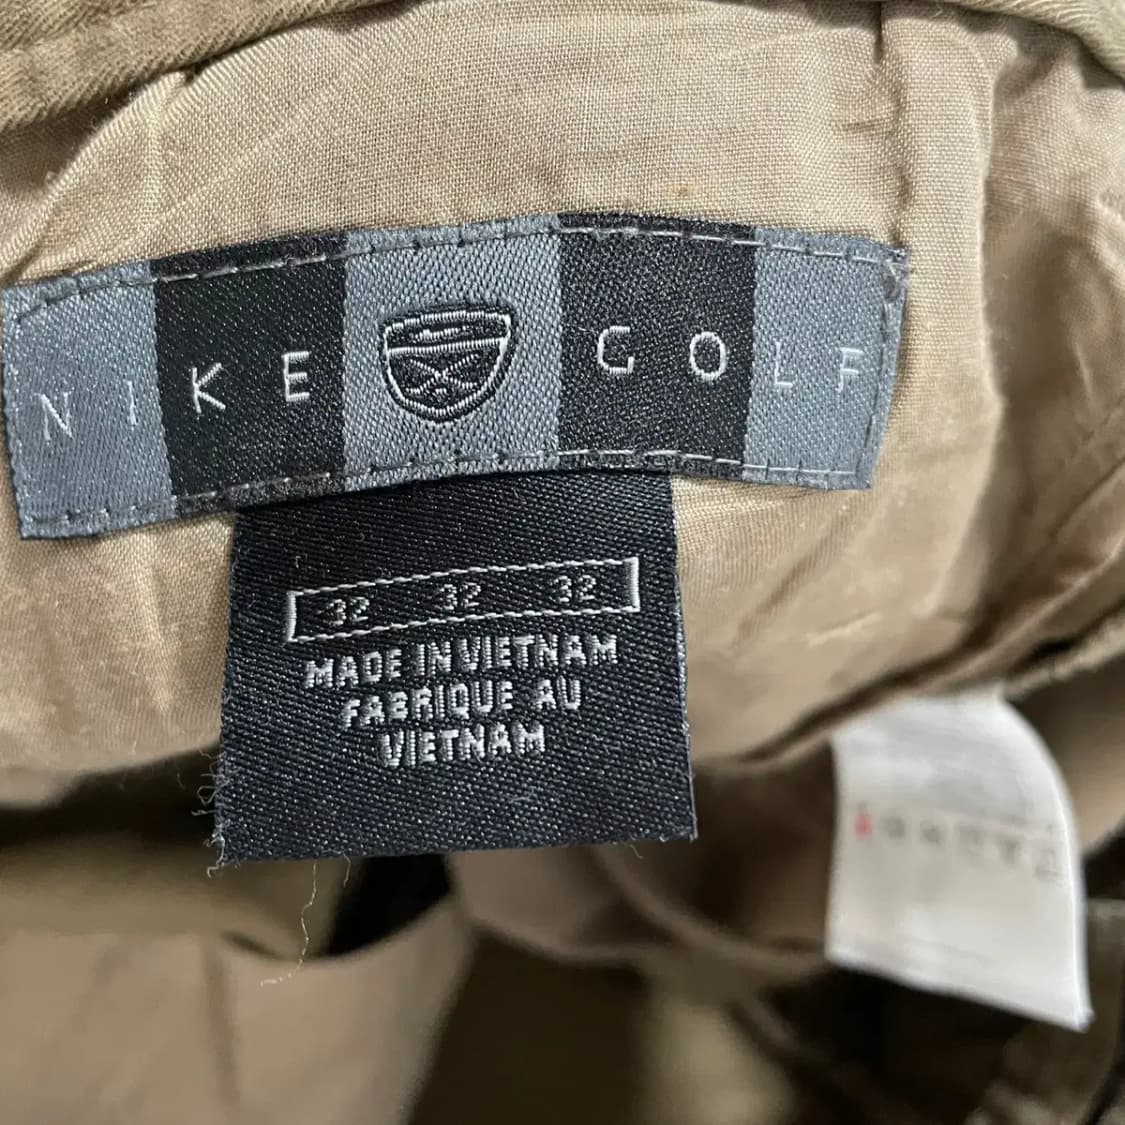 NIKE GOLF
32 32 32
MADE IN VIETNAM
FABRIQUE AU
VIETNAM